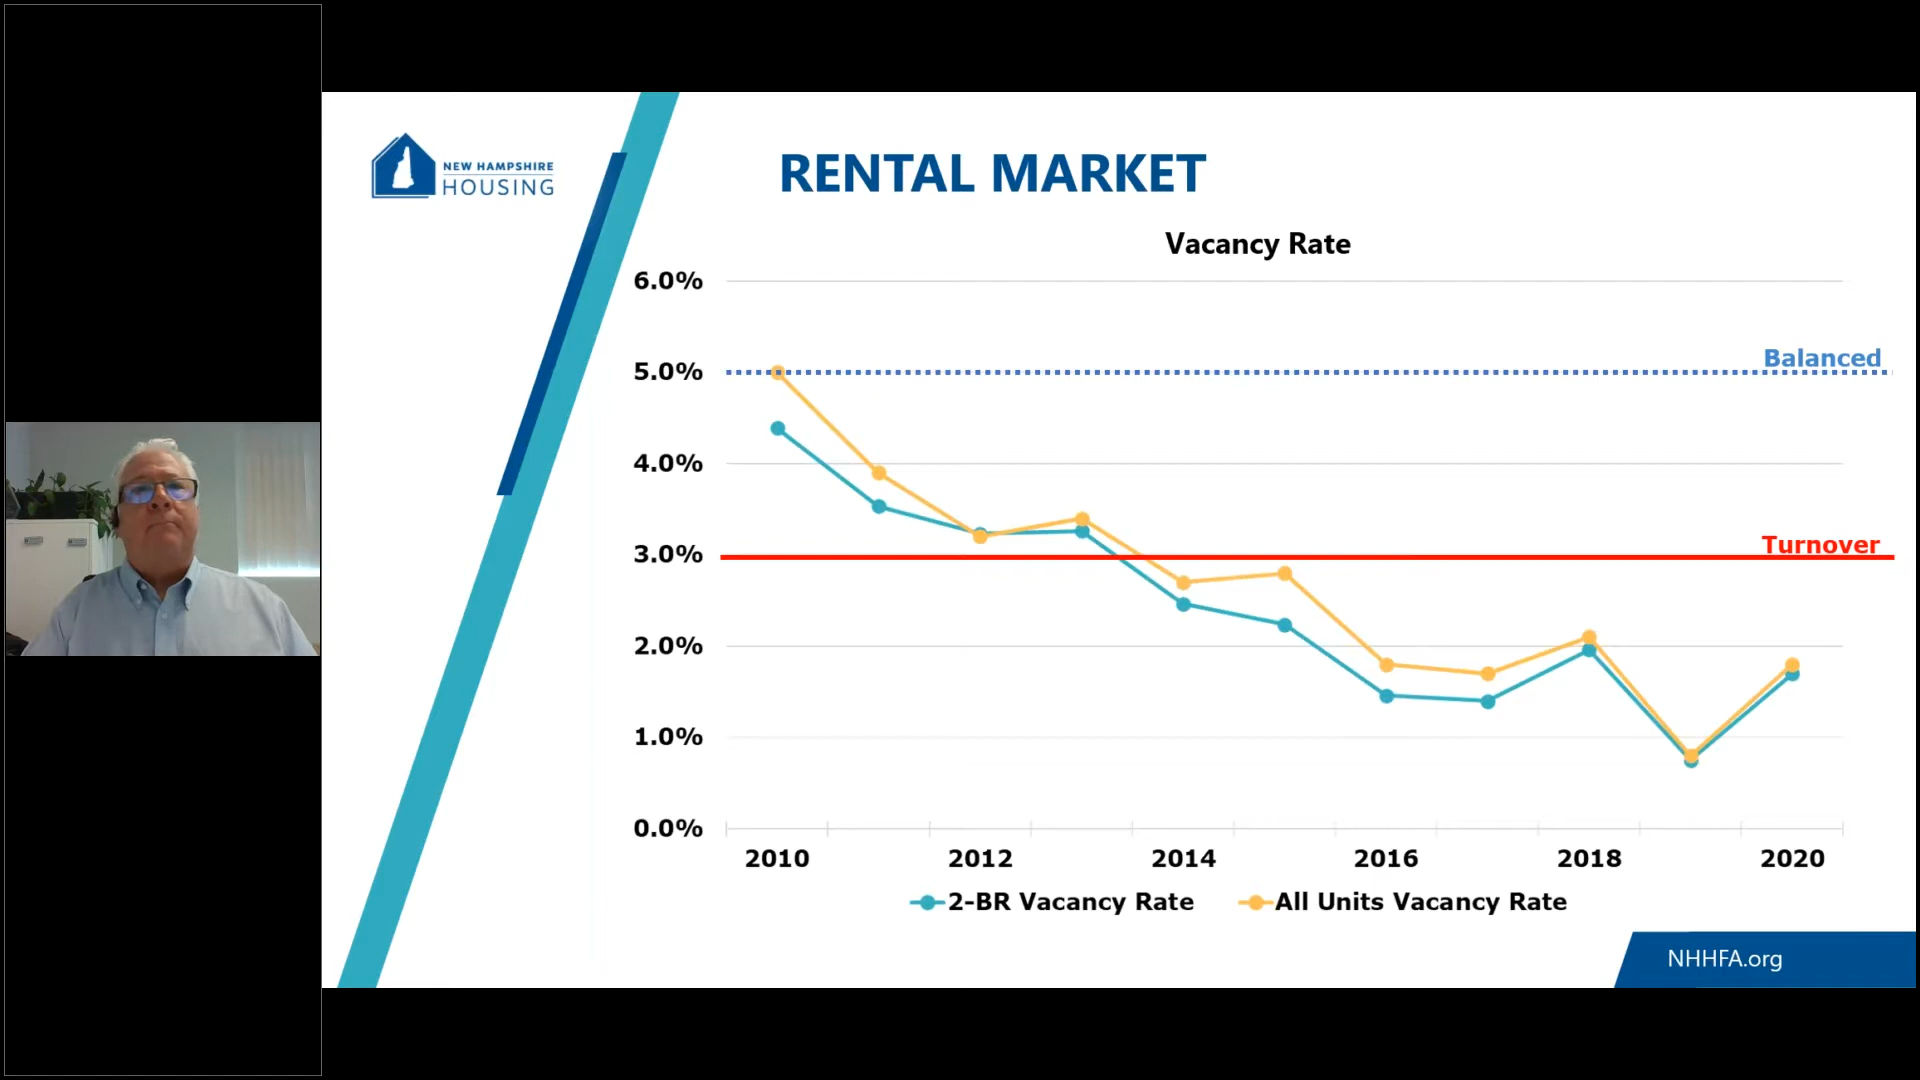 NEW HAMPSHIRE
HOUSING
RENTAL MARKET
Vacancy Rate
6.0%
5.0%
4.0%
3.0%
2.0%
1.0%
0.0%
Balanced
Turnover
2010 2012 2014 2016 2018 2020
2-BR Vacancy Rate All Units Vacancy Rate
NHHFA.org